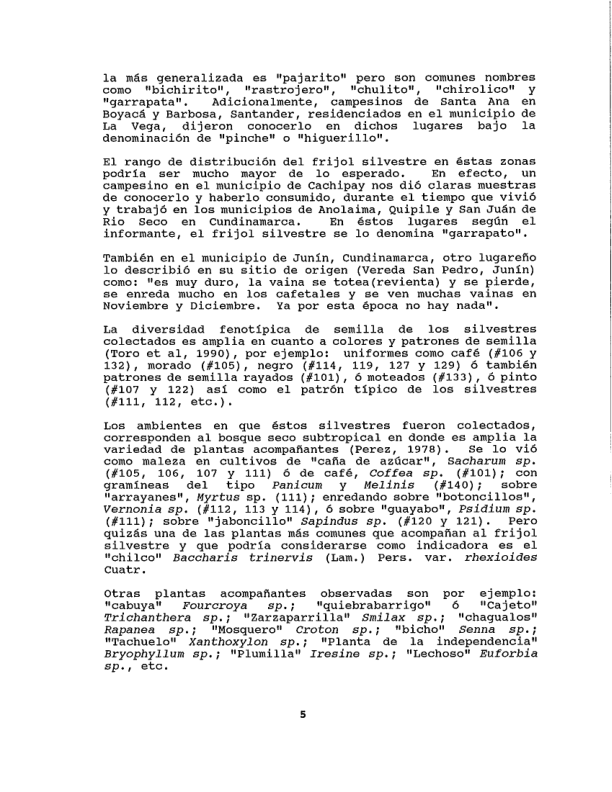 la más generalizada es "pajarito" pero son comunes nombres
como "bichirito", "rastrojero", "chulito", "chirolico" y
"garrapata". Adicionalmente, campesinos de Santa Ana en
Boyacá y Barbosa, Santander, residenciados en el municipio de
La Vega, dijeron conocerlo en dichos lugares bajo la
denominación de "pinche" o "higuerillo".
El rango de distribución del frijol silvestre en éstas zonas
podría ser mucho mayor de lo esperado. En efecto, un
campesino en el municipio de Cachipay nos dió claras muestras
de conocerlo y haberlo consumido, durante el tiempo que vivió
y trabajó en los municipios de Anolaima, Quipile y San Juán de
Rio Seco en Cundinamarca. En éstos lugares según el
informante, el frijol silvestre se lo denomina "garrapato".
También en el municipio de Junín, Cundinamarca, otro lugareño
lo describió en su sitio de origen (Vereda San Pedro, Junín)
como: "es muy duro, la vaina se totea(revienta) y se pierde,
se enreda mucho en los cafetales y se ven muchas vainas en
Noviembre y Diciembre. Ya por esta época no hay nada".
La diversidad fenotípica de semilla de los silvestres
colectados es amplia en cuanto a colores y patrones de semilla
(Toro et al, 1990), por ejemplo: uniformes como café (#106 y
132), morado (#105), negro (#114, 119, 127 y 129) ó también
patrones de semilla rayados (#101), ó moteados (#133), ó pinto
(#107 y 122) así como el patrón típico de los silvestres
(#111, 112, etc.).
Los ambientes en que éstos silvestres fueron colectados,
corresponden al bosque seco subtropical en donde es amplia la
variedad de plantas acompañantes (Perez, 1978). Se lo vió
como maleza en cultivos de "caña de azúcar", Sacharum sp.
(#105, 106, 107 y 111) ó de café, Coffea sp. (#101); con
gramíneas del tipo Panicum y Melinis (#140); sobre
"arrayanes", Myrtus sp. (111); enredando sobre "botoncillos",
Vernonia sp. (#112, 113 y 114), ó sobre "guayabo", Psidium sp.
(#111); sobre "jaboncillo" Sapindus sp. (#120 y 121). Pero
quizás una de las plantas más comunes que acompañan al frijol
silvestre y que podría considerarse como indicadora es el
"chilco" Baccharis trinervis (Lam.) Pers. var. rhexioides
Cuatr.
Otras plantas acompañantes observadas son por ejemplo:
"cabuya" Fourcroya sp.; "quiebrabarrigo" ó "Cajeto"
Trichanthera sp.; "Zarzaparrilla" Smilax sp.; "chagualos"
Rapanea sp.; "Mosquero" Croton sp.; "bicho" Senna sp.;
"Tachuelo" Xanthoxylon sp.; "Planta de la independencia"
Bryophyllum sp.; "Plumilla" Iresine sp.; "Lechoso" Euforbia
sp., etc.
5